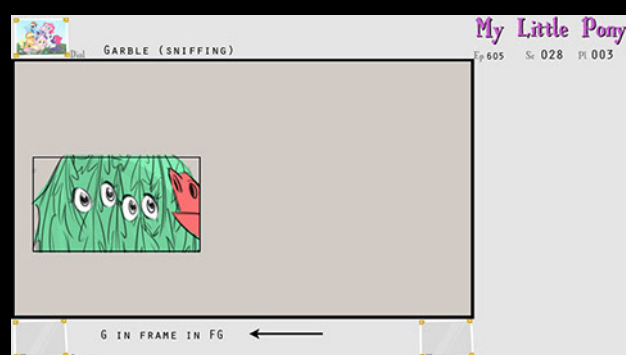 My Little Pony
Dial GARBLE (SNIFFING)
Ep 605 Sc 028 Pl 003
G IN FRAME IN FG